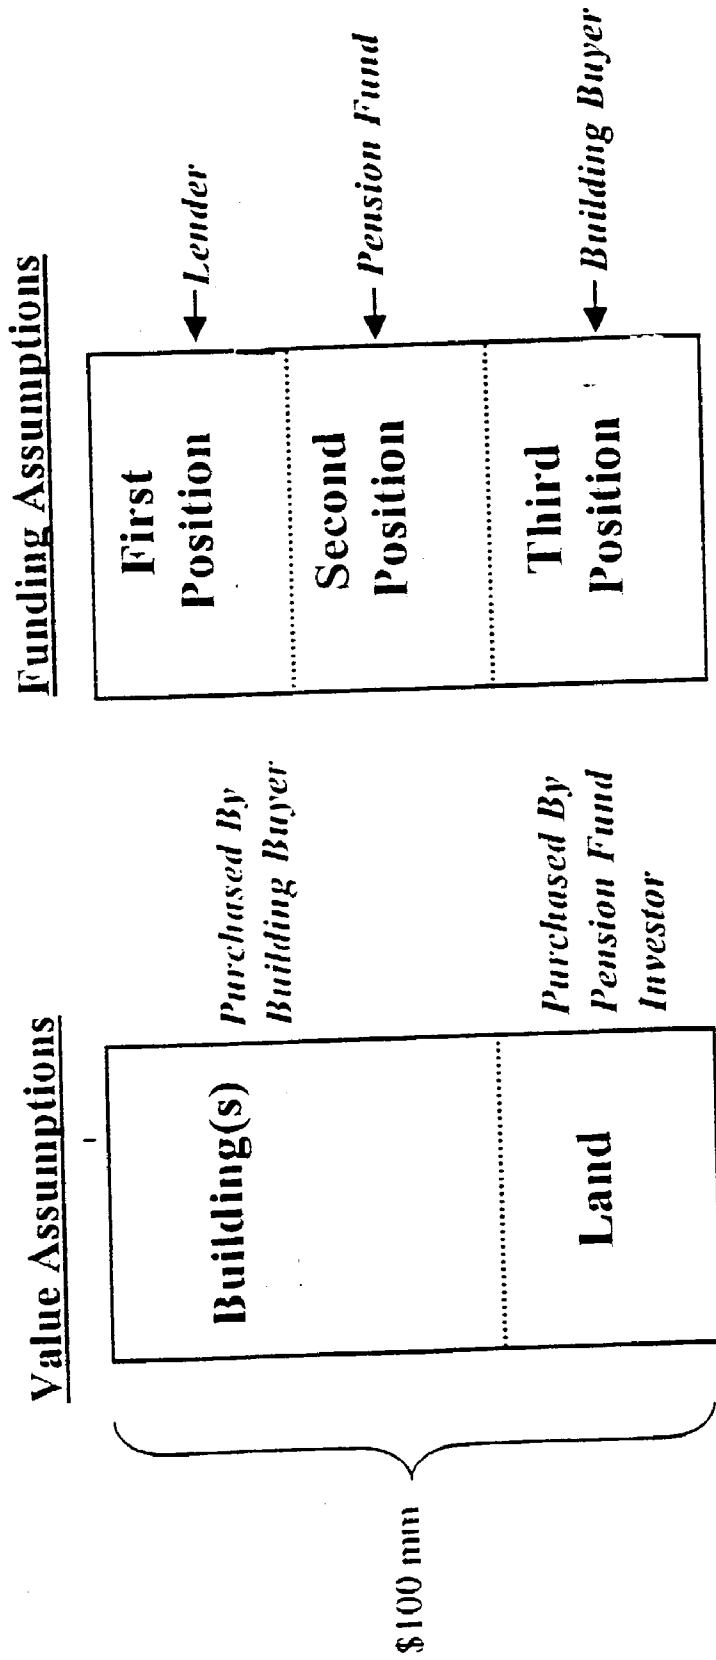 Value Assumptions
$100 mm
Building(s)
Land
Purchased By
Building Buyer
Purchased By
Pension Fund
Investor
Funding Assumptions
First
Position
Second
Position
Third
Position
Lender
Pension Fund
Building Buyer